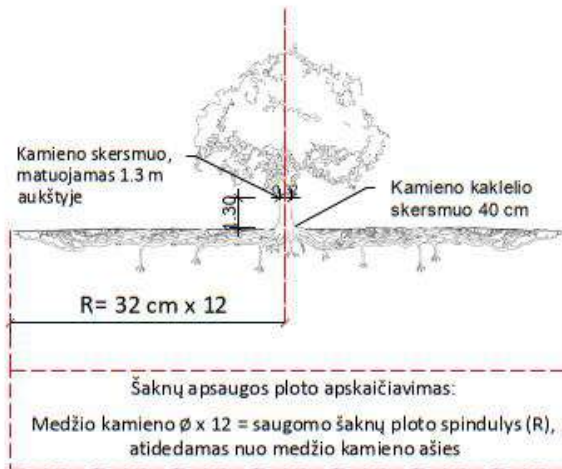 Kamieno skersmuo,
matuojamas 1.3 m
aukštyje
Kamieno kaklelio
skersmuo 40 cm
1.30
R= 32 cm x 12
Šaknų apsaugos ploto apskaičiavimas:
Medžio kamieno Ø x 12 = saugomo šaknų ploto spindulys (R),
atidedamas nuo medžio kamieno ašies